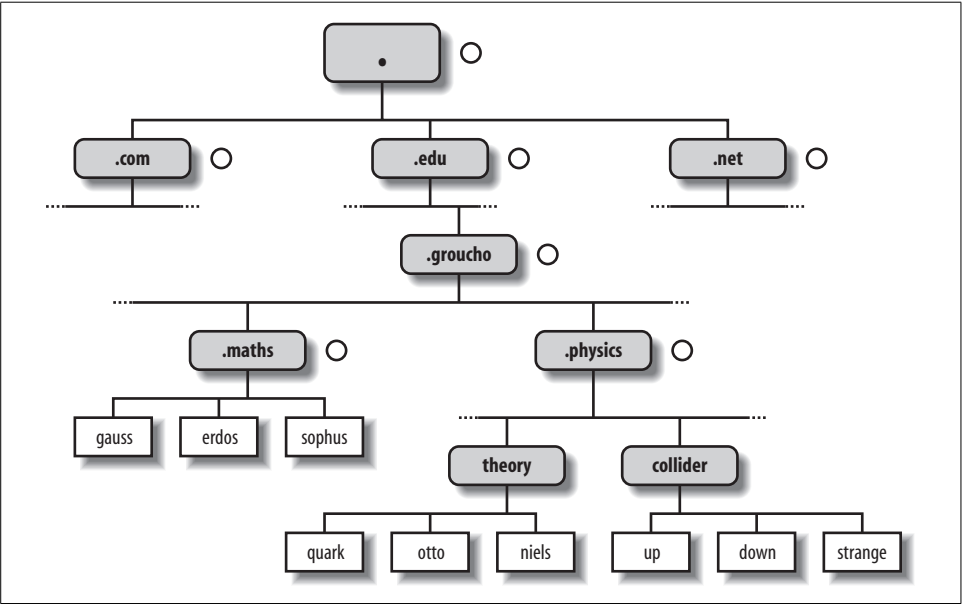 .
.com
.edu
.net
.groucho
.maths
.physics
gauss
erdos
sophus
theory
collider
quark
otto
niels
up
down
strange